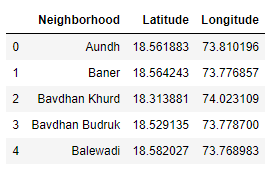 Neighborhood Latitude Longitude
0 Aundh 18.561883 73.810196
1 Baner 18.564243 73.776857
2 Bavdhan Khurd 18.313881 74.023109
3 Bavdhan Budruk 18.529135 73.778700
4 Balewadi 18.582027 73.768983